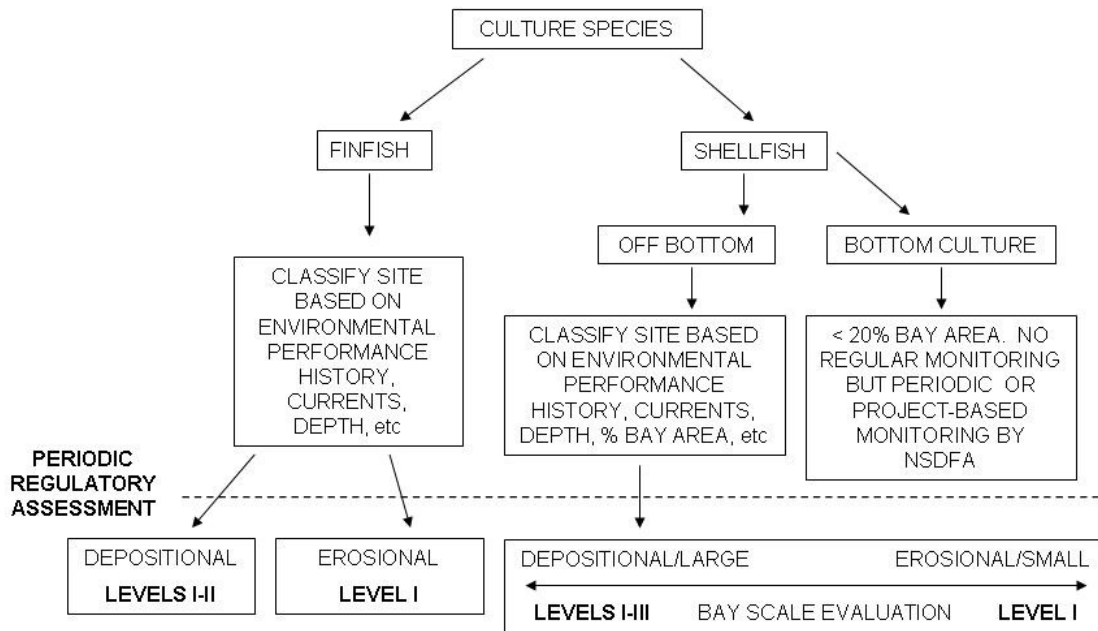 CULTURE SPECIES
FINFISH
SHELLFISH
OFF BOTTOM
BOTTOM CULTURE
CLASSIFY SITE
BASED ON
ENVIRONMENTAL
PERFORMANCE
HISTORY,
CURRENTS,
DEPTH, etc
CLASSIFY SITE BASED
ON ENVIRONMENTAL
PERFORMANCE
HISTORY, CURRENTS,
DEPTH, % BAY AREA, etc
< 20% BAY AREA. NO
REGULAR MONITORING
BUT PERIODIC OR
PROJECT-BASED
MONITORING BY
NSDFA
PERIODIC
REGULATORY
ASSESSMENT
DEPOSITIONAL
LEVELS I-II
EROSIONAL
LEVEL I
DEPOSITIONAL/LARGE EROSIONAL/SMALL
LEVELS I-III BAY SCALE EVALUATION LEVEL I